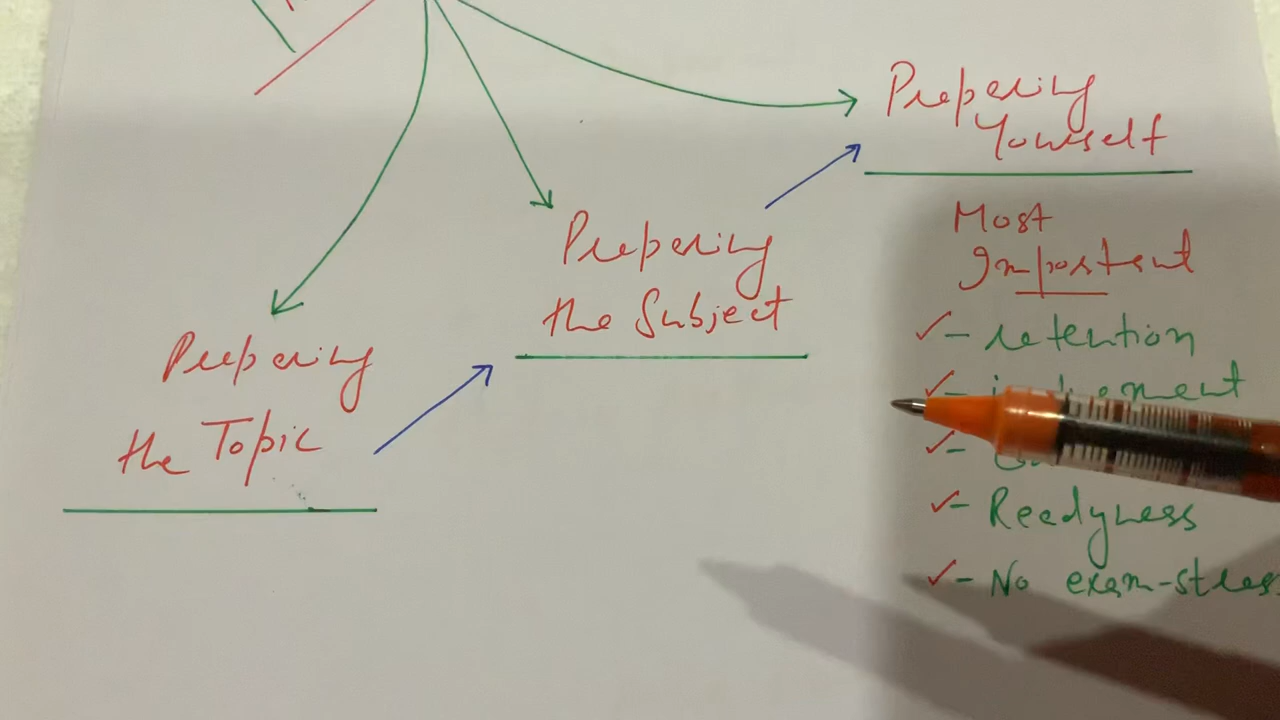 Preparing
Yourself
Most
Important
✓ - retention
✓ -
✓ -
✓ - Readyness
✓ - No exam-stress
Preparing
the Subject
Preparing
the Topic